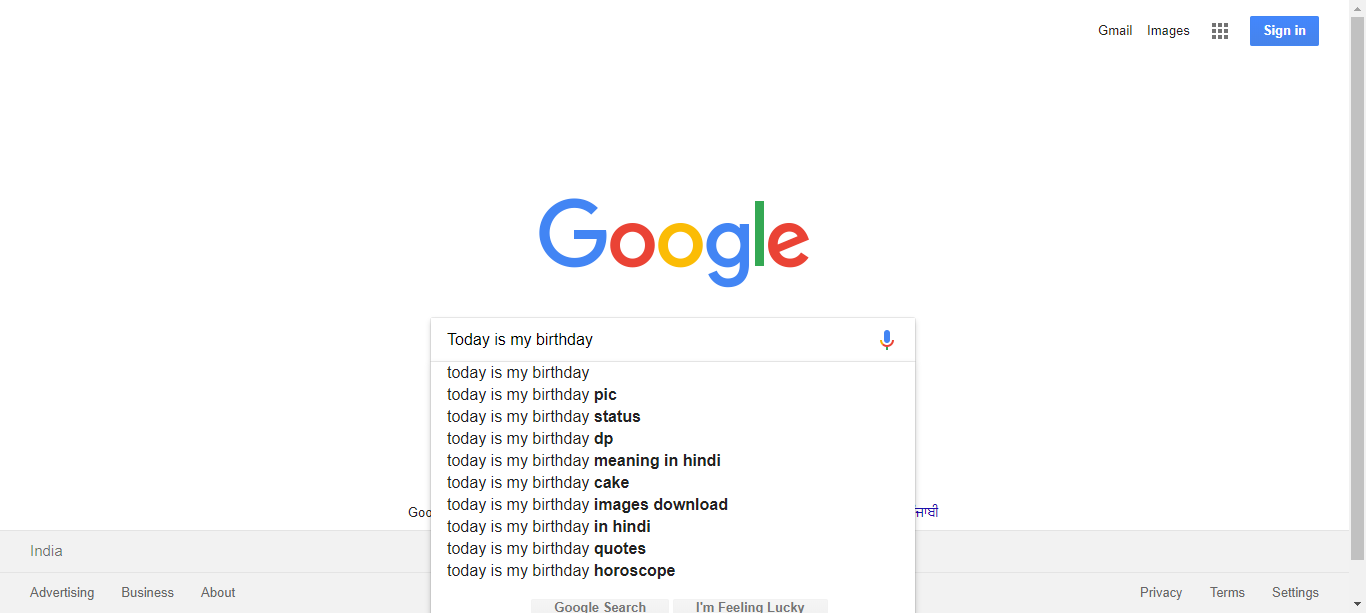 Gmail Images Sign in
Google
Today is my birthday
today is my birthday
today is my birthday pic
today is my birthday status
today is my birthday dp
today is my birthday meaning in hindi
today is my birthday cake
today is my birthday images download
today is my birthday in hindi
today is my birthday quotes
today is my birthday horoscope
India
Advertising Business About Privacy Terms Settings
Google Search I'm Feeling Lucky